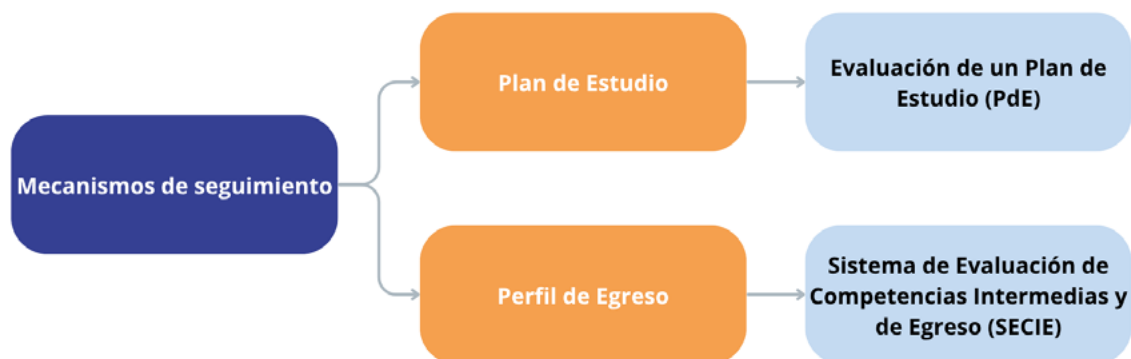 Mecanismos de seguimiento
Plan de Estudio
Evaluación de un Plan de
Estudio (PdE)
Perfil de Egreso
Sistema de Evaluación de
Competencias Intermedias y
de Egreso (SECIE)